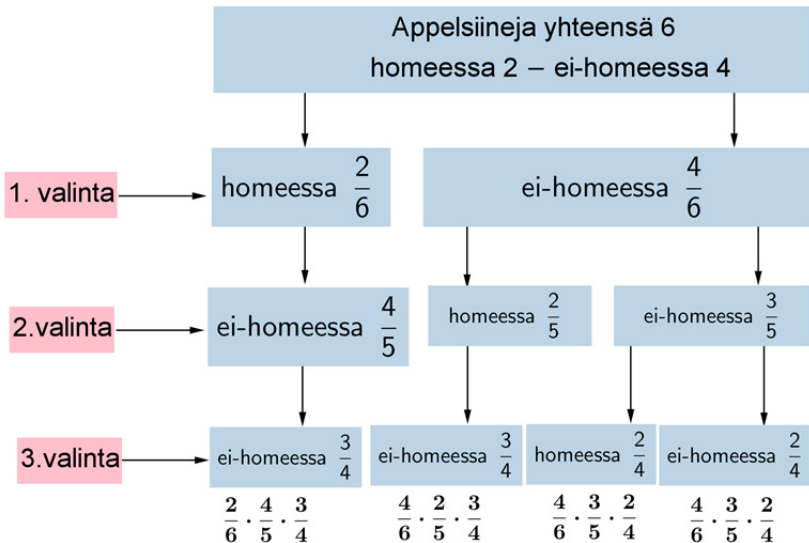 Appelsiineja yhteensä 6
homeessa 2 – ei-homeessa 4
1. valinta
homeessa 2/6
ei-homeessa 4/6
2.valinta
ei-homeessa 4/5
homeessa 2/5
ei-homeessa 3/5
3.valinta
ei-homeessa 3/4
ei-homeessa 3/4
homeessa 2/4
ei-homeessa 2/4
2/6 · 4/5 · 3/4
4/6 · 2/5 · 3/4
4/6 · 3/5 · 2/4
4/6 · 3/5 · 2/4